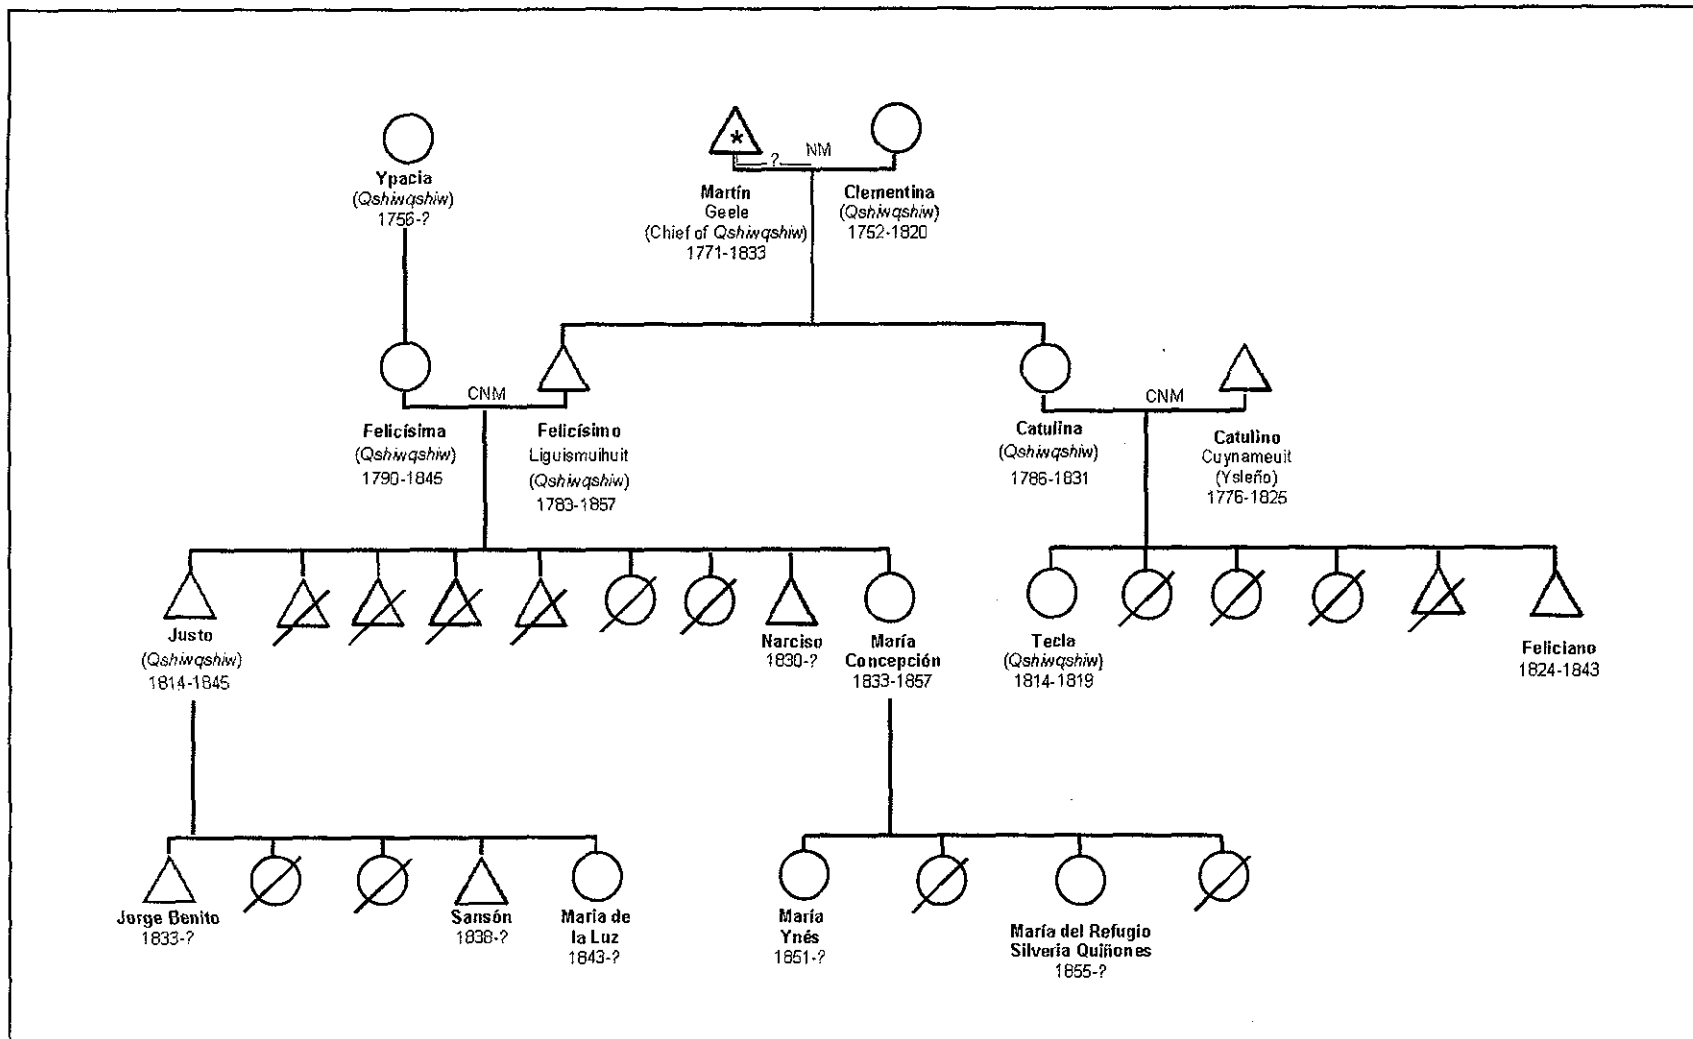 *
?
NM
Ypacia
(Qshiwqshiw)
1756-?
Martín
Geele
(Chief of Qshiwqshiw)
1771-1833
Clementina
(Qshiwqshiw)
1752-1820
CNM
CNM
Felicísima
(Qshiwqshiw)
1790-1845
Felicísimo
Liguismuihuit
(Qshiwqshiw)
1783-1857
Catulina
(Qshiwqshiw)
1786-1831
Catulino
Cuynameuit
(Ysleño)
1776-1825
Justo
(Qshiwqshiw)
1814-1845
Narciso
1830-?
María
Concepción
1833-1857
Tecla
(Qshiwqshiw)
1814-1819
Feliciano
1824-1843
Jorge Benito
1833-?
Sansón
1838-?
Maria de
la Luz
1843-?
María
Ynés
1851-?
María del Refugio
Silveria Quiñones
1855-?